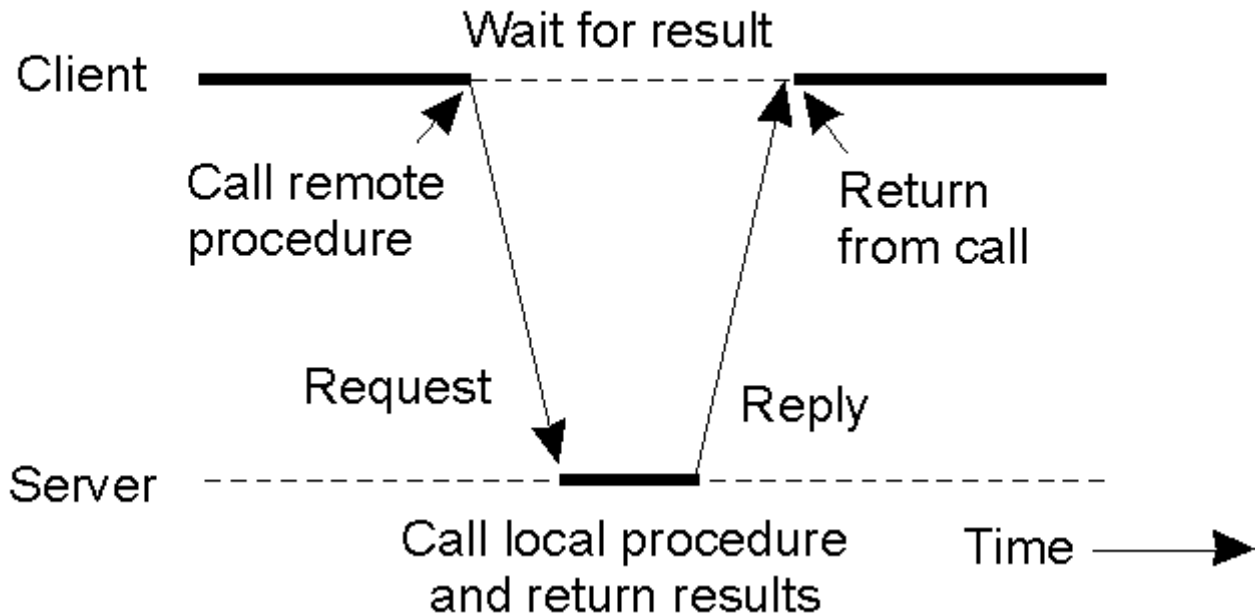 Wait for result
Client
Call remote
procedure
Return
from call
Request
Reply
Server
Call local procedure
and return results
Time